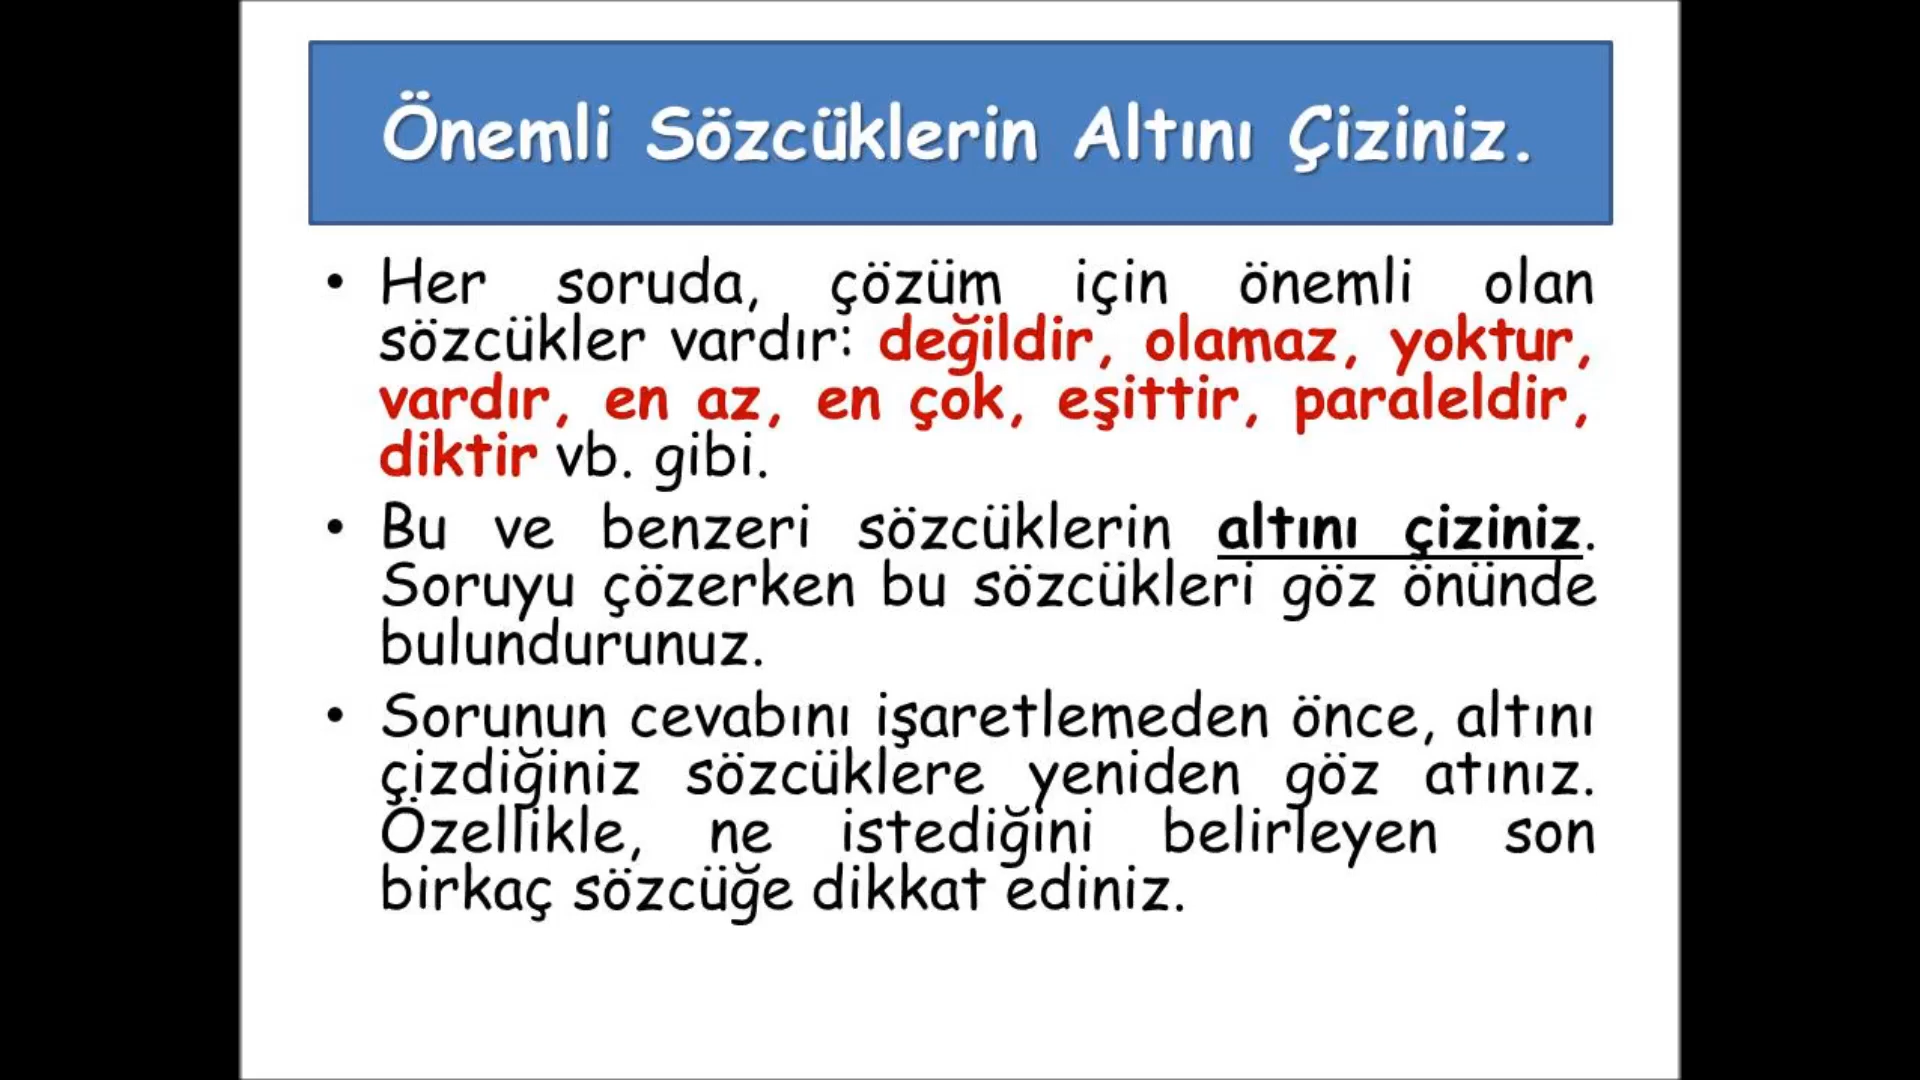 Önemli Sözcüklerin Altını Çiziniz.
• Her soruda, çözüm için önemli olan
sözcükler vardır: değildir, olamaz, yoktur,
vardır, en az, en çok, eşittir, paraleldir,
diktir vb. gibi.
• Bu ve benzeri sözcüklerin altını çiziniz.
Soruyu çözerken bu sözcükleri göz önünde
bulundurunuz.
• Sorunun cevabını işaretlemeden önce, altını
çizdiğiniz sözcüklere yeniden göz atınız.
Özellikle, ne istediğini belirleyen son
birkaç sözcüğe dikkat ediniz.